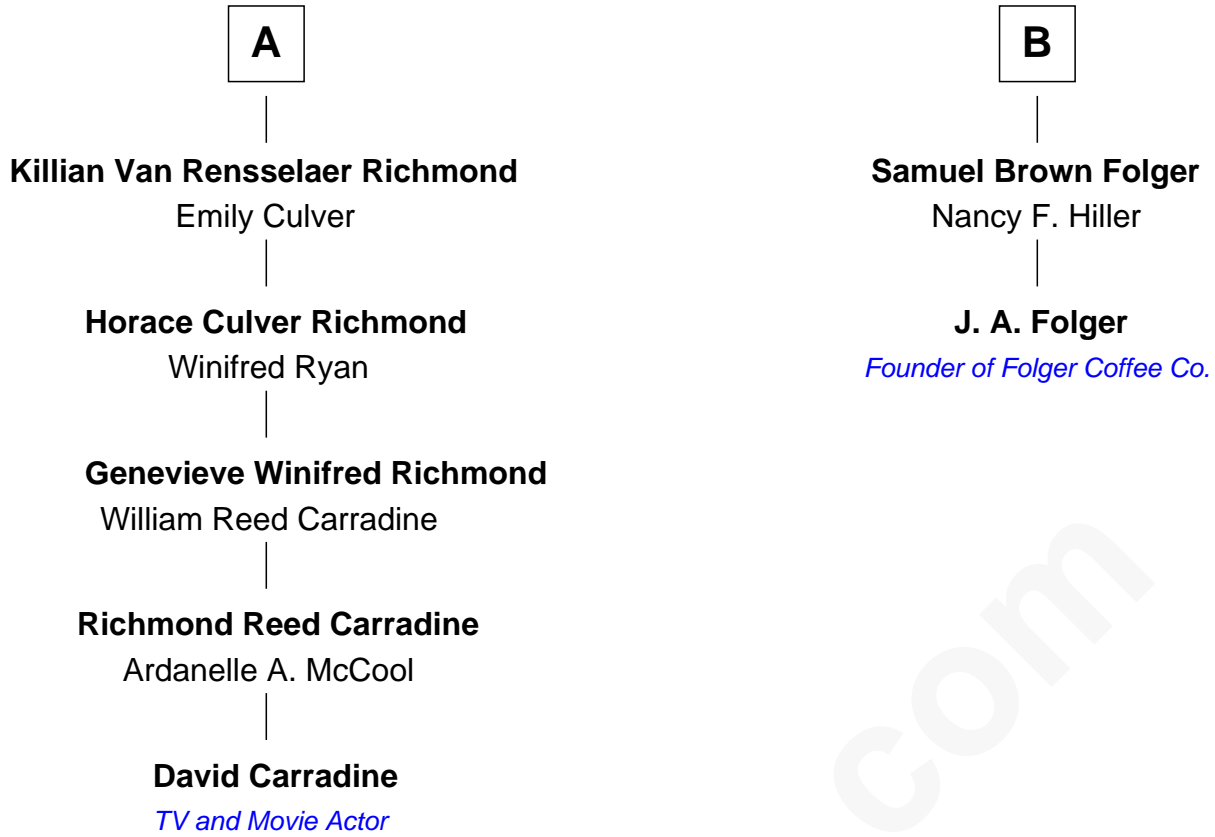 A
Killian Van Rensselaer Richmond
Emily Culver
Horace Culver Richmond
Winifred Ryan
Genevieve Winifred Richmond
William Reed Carradine
Richmond Reed Carradine
Ardanelle A. McCool
David Carradine
TV and Movie Actor
B
Samuel Brown Folger
Nancy F. Hiller
J. A. Folger
Founder of Folger Coffee Co.
com